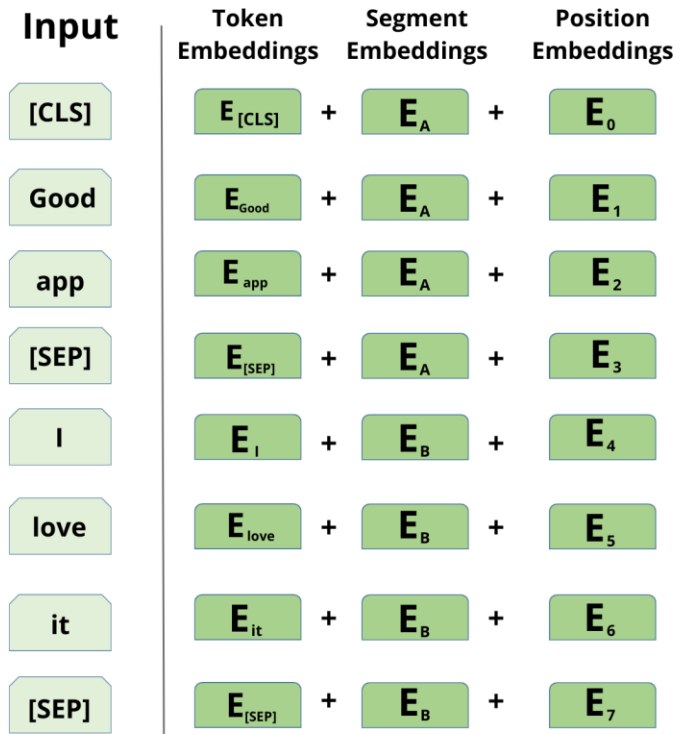 Input Token Embeddings Segment Embeddings Position Embeddings
[CLS] E[CLS] + EA + E0
Good EGood + EA + E1
app Eapp + EA + E2
[SEP] E[SEP] + EA + E3
I EI + EB + E4
love Elove + EB + E5
it Eit + EB + E6
[SEP] E[SEP] + EB + E7